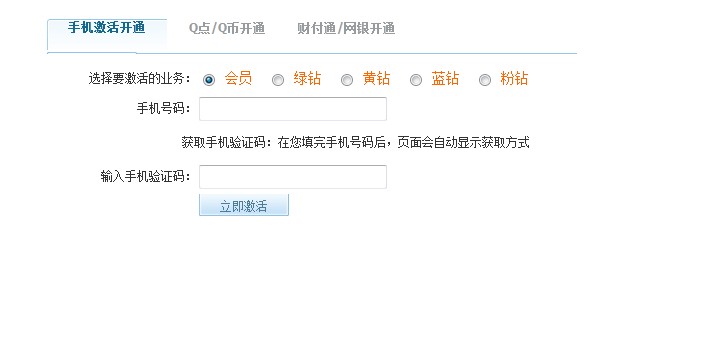 手机激活开通 Q点/Q币开通 财付通/网银开通
选择要激活的业务： 会员 绿钻 黄钻 蓝钻 粉钻
手机号码：
获取手机验证码：在您填完手机号码后，页面会自动显示获取方式
输入手机验证码：
立即激活